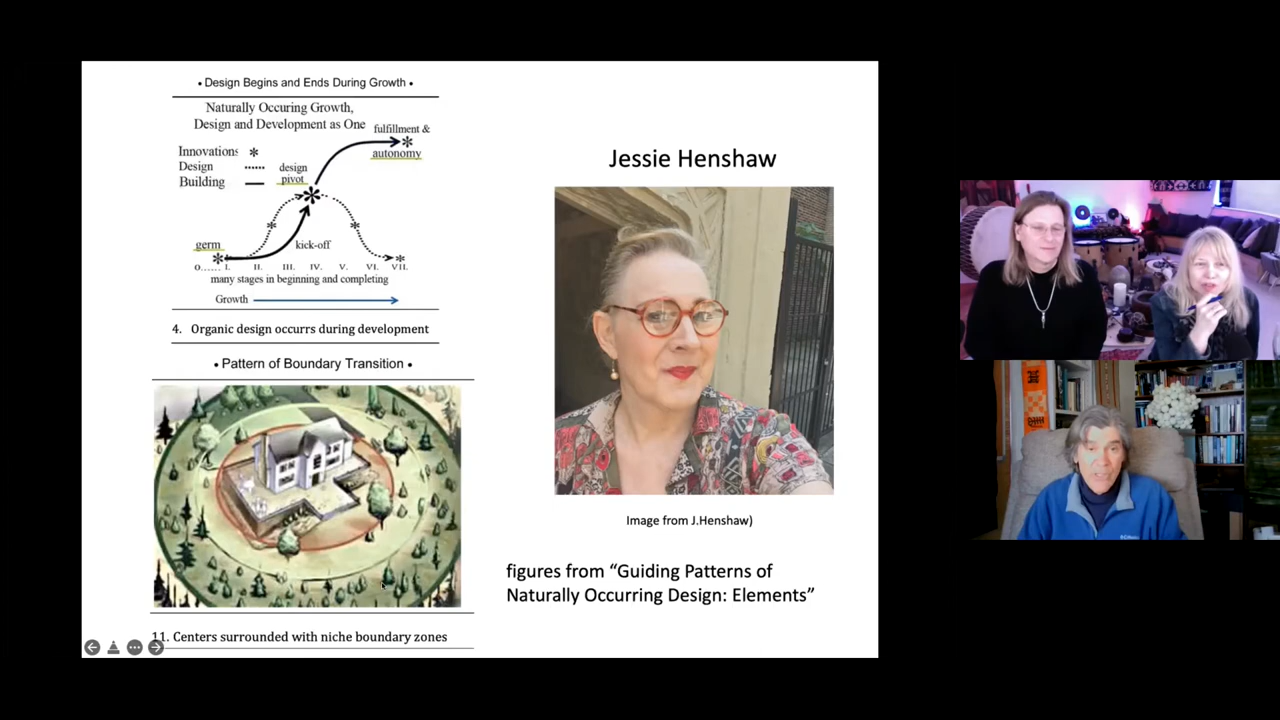 • Design Begins and Ends During Growth •
Naturally Occuring Growth,
Design and Development as One
fulfillment &
autonomy
Innovations *
Design ......
Building
design
pivot
germ
kick-off
0...... I. II. III. IV. V. VI. VII.
many stages in beginning and completing
Growth
4. Organic design occurrs during development
• Pattern of Boundary Transition •
11. Centers surrounded with niche boundary zones
Jessie Henshaw
Image from J.Henshaw)
figures from “Guiding Patterns of
Naturally Occurring Design: Elements”